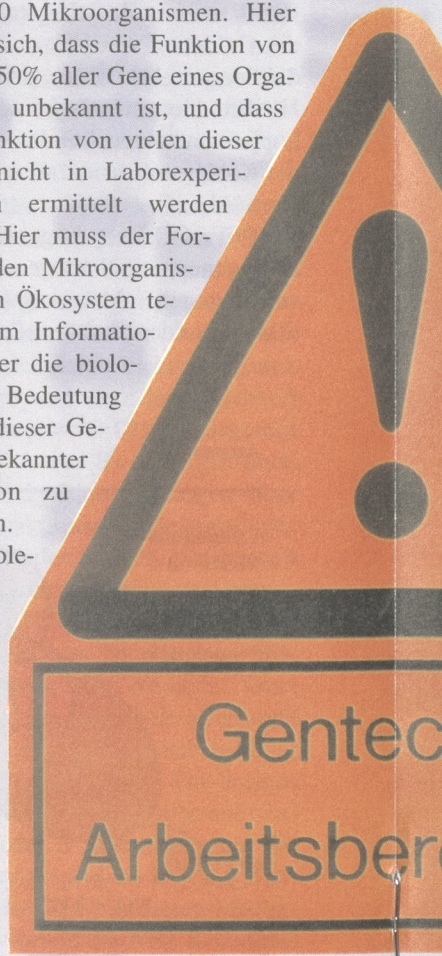 0 Mikroorganismen. Hier
sich, dass die Funktion von
50% aller Gene eines Orga-
unbekannt ist, und dass
nktion von vielen dieser
nicht in Laborexperi-
ermittelt werden
Hier muss der For-
den Mikroorganis-
n Ökosystem te-
m Informatio-
er die biolo-
Bedeutung
dieser Ge-
ekannter
on zu
n.
ple-
Gentec
Arbeitsber